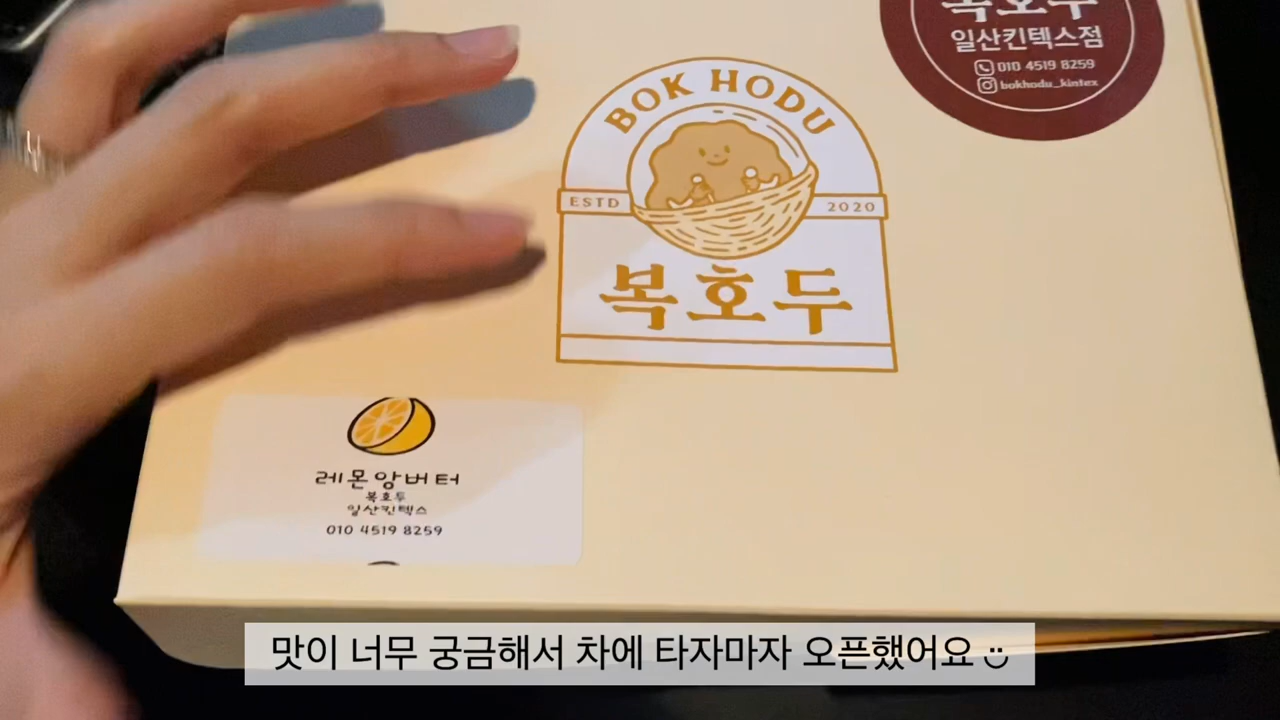 복호두
일산킨텍스점
010 4519 8259
bokhodu_kintex
BOK HODU
ESTD 2020
복호두
레몬앙버터
복호두
일산킨텍스
010 4519 8259
맛이 너무 궁금해서 차에 타자마자 오픈했어요